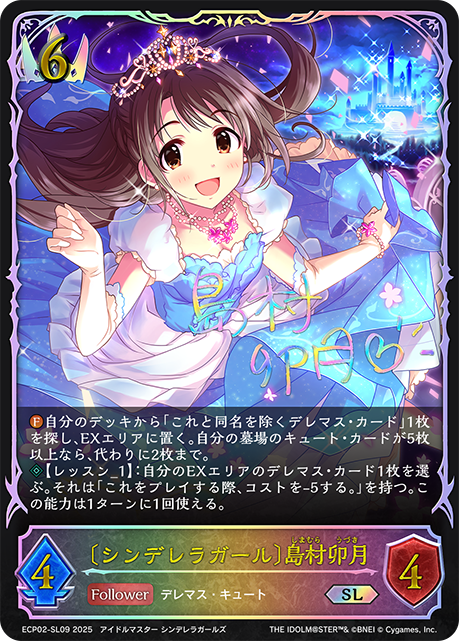 6
島村
卯月
Ⓕ自分のデッキから「これと同名を除くデレマス・カード」1枚
を探し、EXエリアに置く。自分の墓場のキュート・カードが5枚
以上なら、代わりに2枚まで。
【レッスン_1】：自分のEXエリアのデレマス・カード1枚を選
ぶ。それは「これをプレイする際、コストを-5する。」を持つ。こ
の能力は1ターンに1回使える。
しまむら うづき
〔シンデレラガール〕島村卯月
4
Follower デレマス・キュート SL
4
ECP02-SL09 2025 アイドルマスター シンデレラガールズ THE IDOLM@STER™& ©BNEI © Cygames, Inc.